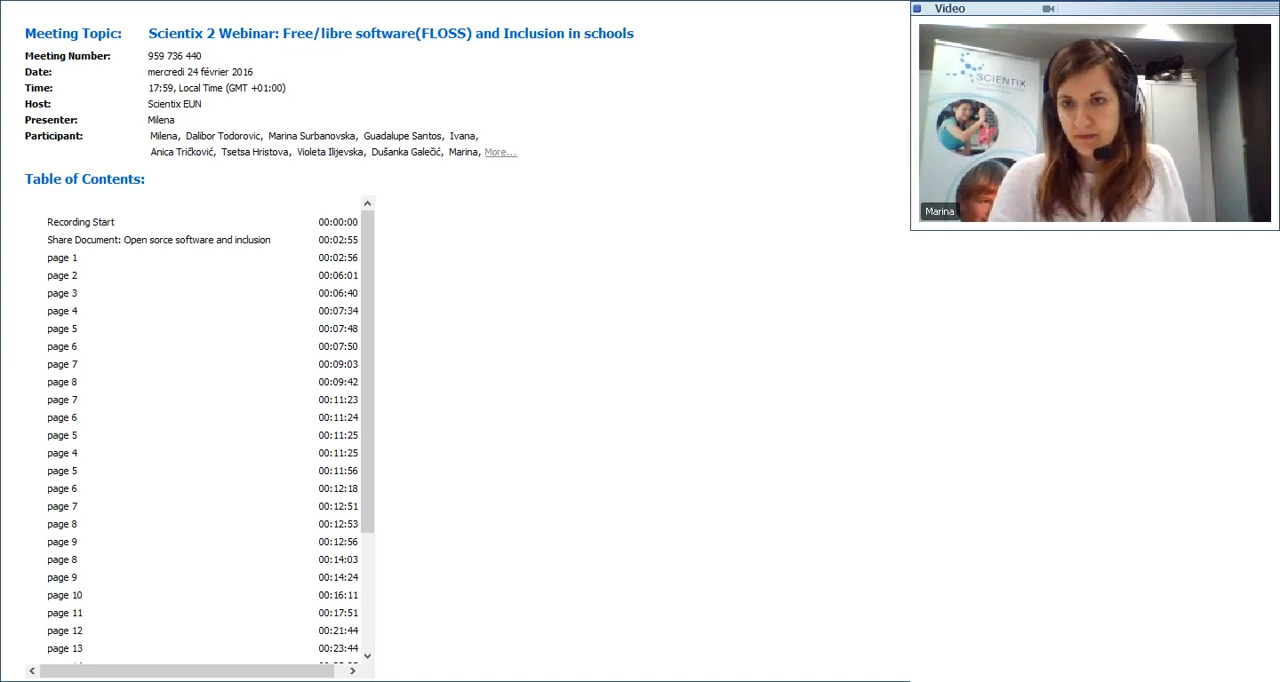 Meeting Topic: Scientix 2 Webinar: Free/libre software(FLOSS) and Inclusion in schools
Meeting Number: 959 736 440
Date: mercredi 24 février 2016
Time: 17:59, Local Time (GMT +01:00)
Host: Scientix EUN
Presenter: Milena
Participant: Milena, Dalibor Todorovic, Marina Surbanovska, Guadalupe Santos, Ivana,
Anica Tričković, Tsetsa Hristova, Violeta Ilijevska, Dušanka Galečić, Marina, More...
Table of Contents:
Recording Start 00:00:00
Share Document: Open sorce software and inclusion 00:02:55
page 1 00:02:56
page 2 00:06:01
page 3 00:06:40
page 4 00:07:34
page 5 00:07:48
page 6 00:07:50
page 7 00:09:03
page 8 00:09:42
page 7 00:11:23
page 6 00:11:24
page 5 00:11:25
page 4 00:11:25
page 5 00:11:56
page 6 00:12:18
page 7 00:12:51
page 8 00:12:53
page 9 00:12:56
page 8 00:14:03
page 9 00:14:24
page 10 00:16:11
page 11 00:17:51
page 12 00:21:44
page 13 00:23:44
Video
SCIENTIX
Marina